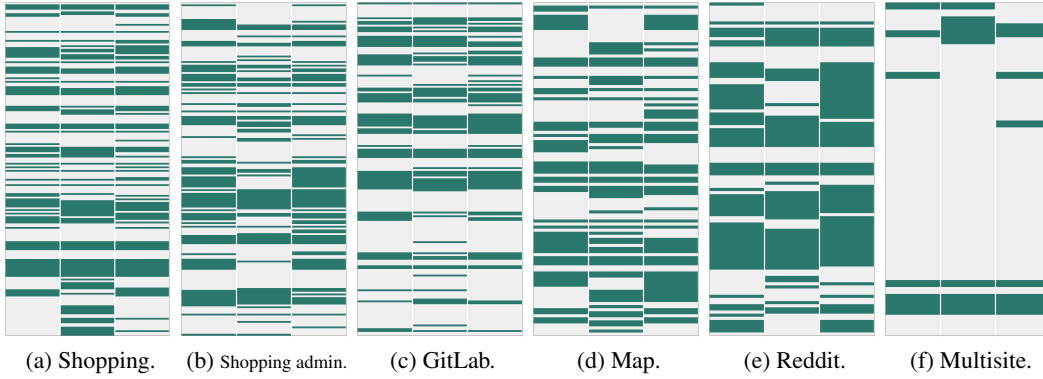 (a) Shopping. (b) Shopping admin. (c) GitLab. (d) Map. (e) Reddit. (f) Multisite.